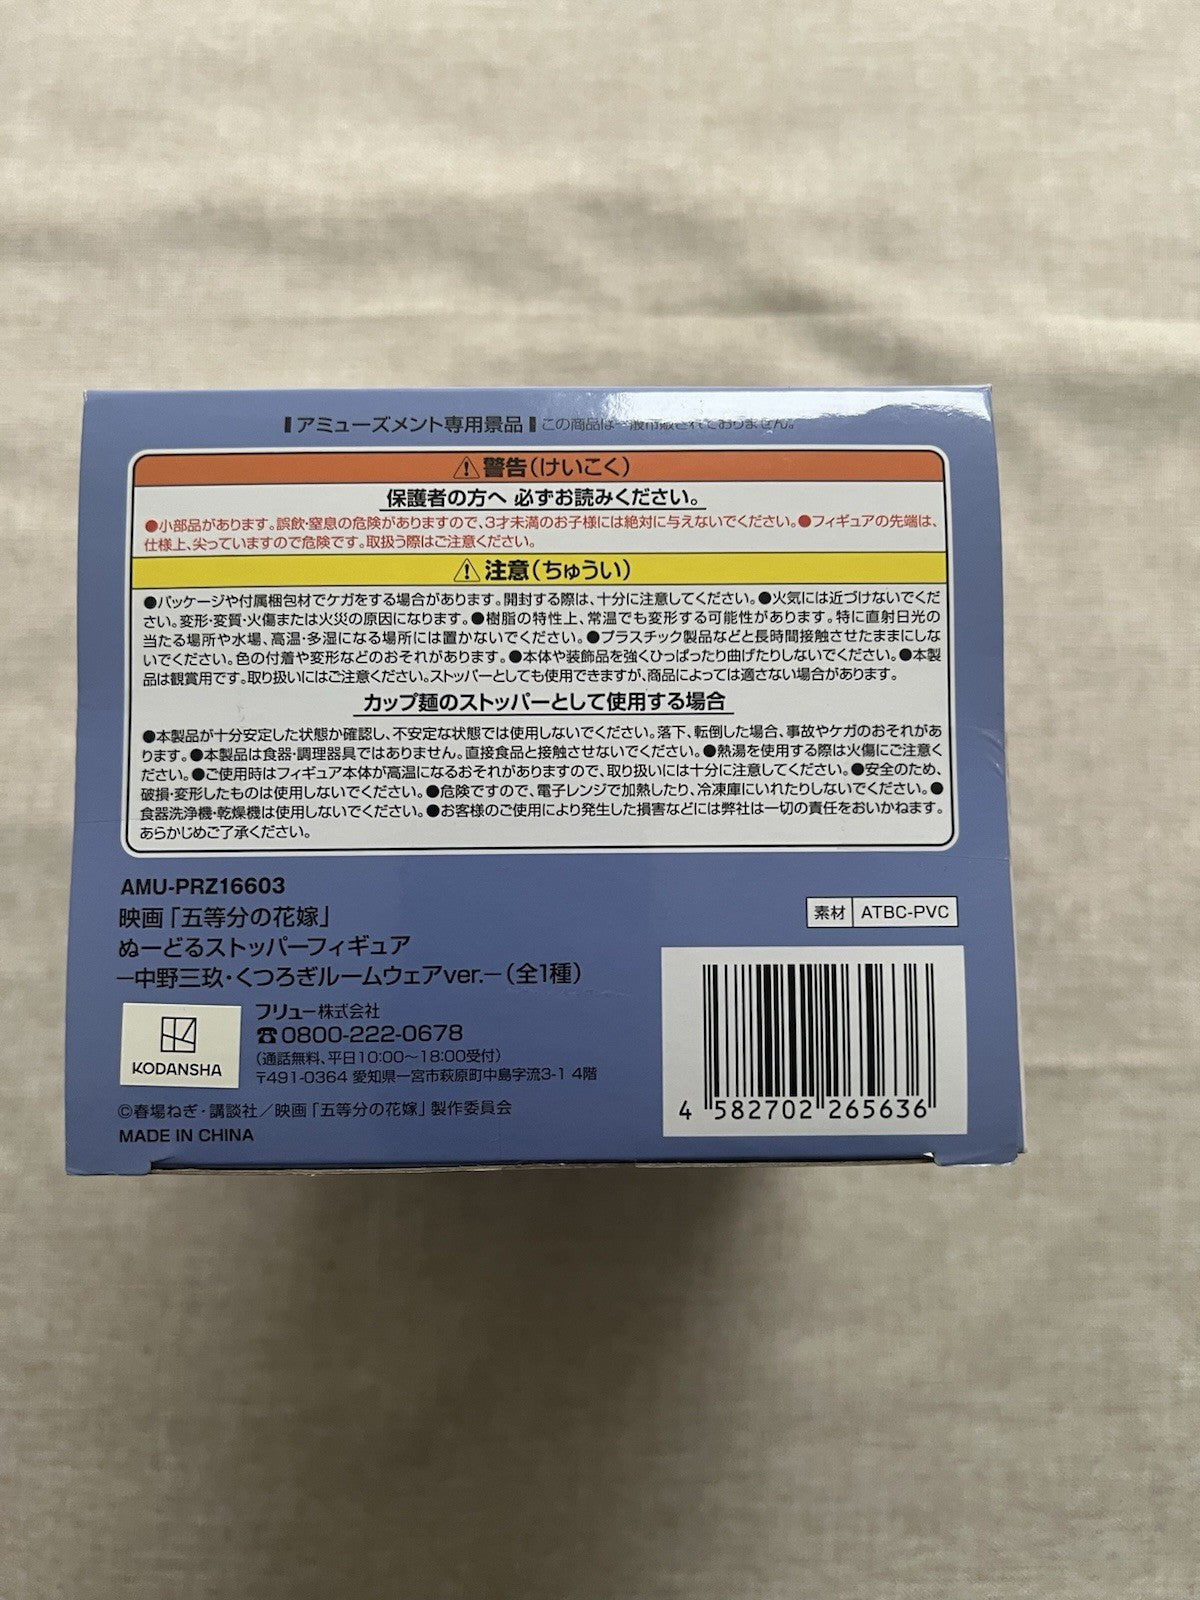 アミューズメント専用景品 この商品は一般市販されておりません。
⚠警告(けいこく)
保護者の方へ 必ずお読みください。
●小部品があります。誤飲・窒息の危険がありますので、3才未満のお子様には絶対に与えないでください。●フィギュアの先端は、
仕様上、尖っていますので危険です。取扱う際はご注意ください。
⚠注意(ちゅうい)
●パッケージや付属梱包材でケガをする場合があります。開封する際は、十分に注意してください。●火気には近づけないでくだ
さい。変形・変質・火傷または火災の原因になります。●樹脂の特性上、常温でも変形する可能性があります。特に直射日光の
当たる場所や水場、高温・多湿になる場所には置かないでください。●プラスチック製品などと長時間接触させたままにしな
いでください。色の付着や変形などのおそれがあります。●本体や装飾品を強くひっぱったり曲げたりしないでください。●本製
品は観賞用です。取り扱いにはご注意ください。ストッパーとしても使用できますが、商品によっては適さない場合があります。
カップ麺のストッパーとして使用する場合
●本製品が十分安定した状態か確認し、不安定な状態では使用しないでください。落下、転倒した場合、事故やケガのおそれがあ
ります。●本製品は食器・調理器具ではありません。直接食品と接触させないでください。●熱湯を使用する際は火傷にご注意く
ださい。●ご使用時はフィギュア本体が高温になるおそれがありますので、取り扱いには十分に注意してください。●安全のため、
破損・変形したものは使用しないでください。●危険ですので、電子レンジで加熱したり、冷凍庫にいれたりしないでください。●
食器洗浄機・乾燥機は使用しないでください。●お客様のご使用により発生した損害などには弊社は一切の責任をおいかねます。
あらかじめご了承ください。
AMU-PRZ16603
映画「五等分の花嫁」
ぬーどるストッパーフィギュア
−中野三玖・くつろぎルームウェアver.−(全1種)
素材 ATBC-PVC
KODANSHA
フリュー株式会社
☎0800-222-0678
(通話無料、平日10:00〜18:00受付)
〒491-0364 愛知県一宮市萩原町中島字流3-1 4階
©春場ねぎ・講談社／映画「五等分の花嫁」製作委員会
MADE IN CHINA
4 582702 265636